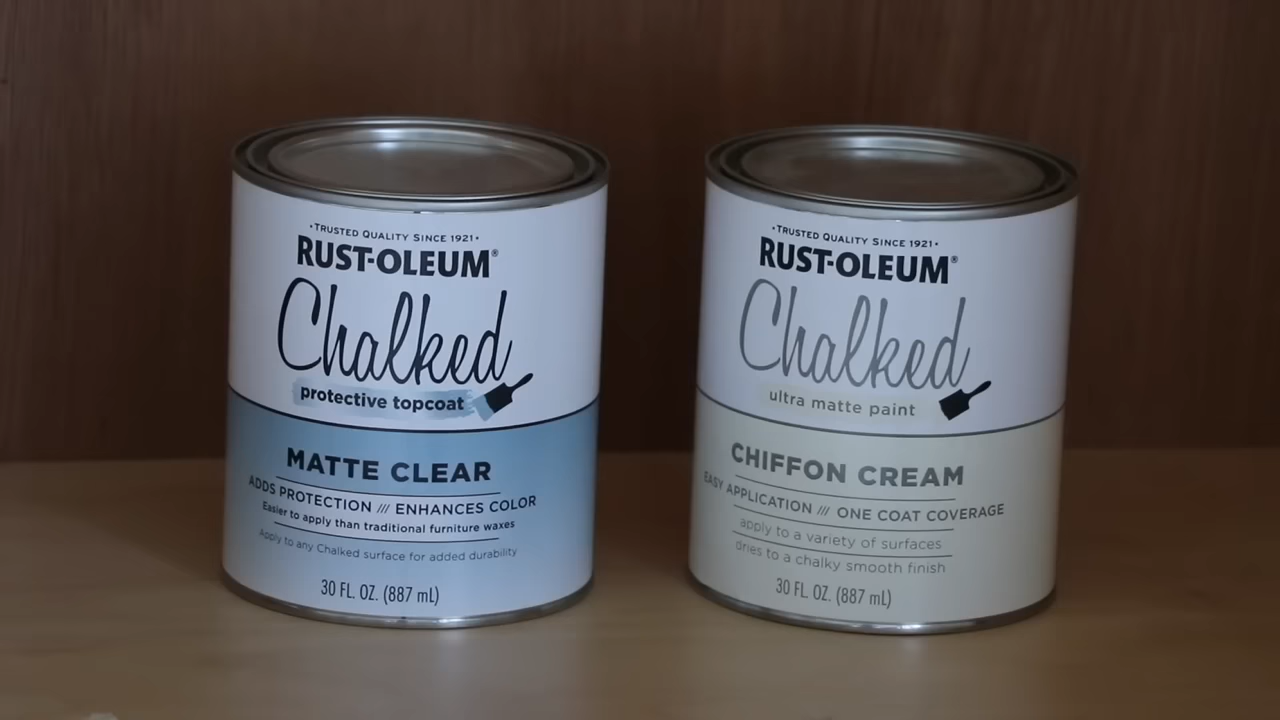 •TRUSTED QUALITY SINCE 1921•
RUST-OLEUM®
Chalked
protective topcoat
MATTE CLEAR
ADDS PROTECTION /// ENHANCES COLOR
Easier to apply than traditional furniture waxes
Apply to any Chalked surface for added durability
30 FL. OZ. (887 mL)
•TRUSTED QUALITY SINCE 1921•
RUST-OLEUM®
Chalked
ultra matte paint
CHIFFON CREAM
EASY APPLICATION /// ONE COAT COVERAGE
apply to a variety of surfaces
dries to a chalky smooth finish
30 FL. OZ. (887 mL)